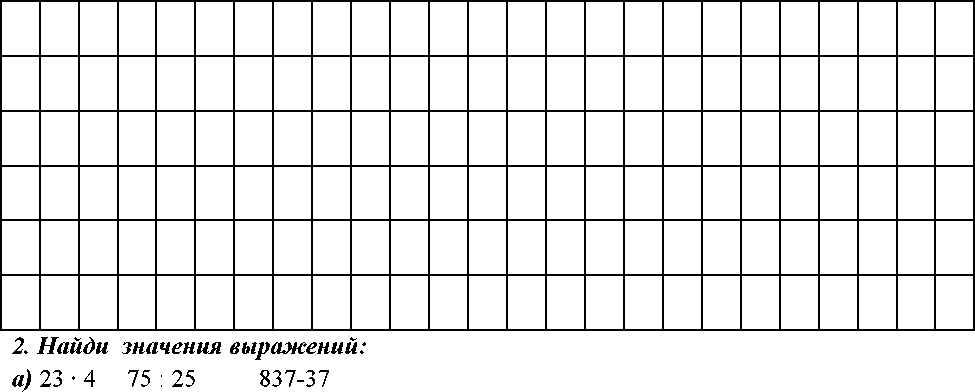 2. Найди значения выражений:
а) 23 · 4 75 : 25 837-37